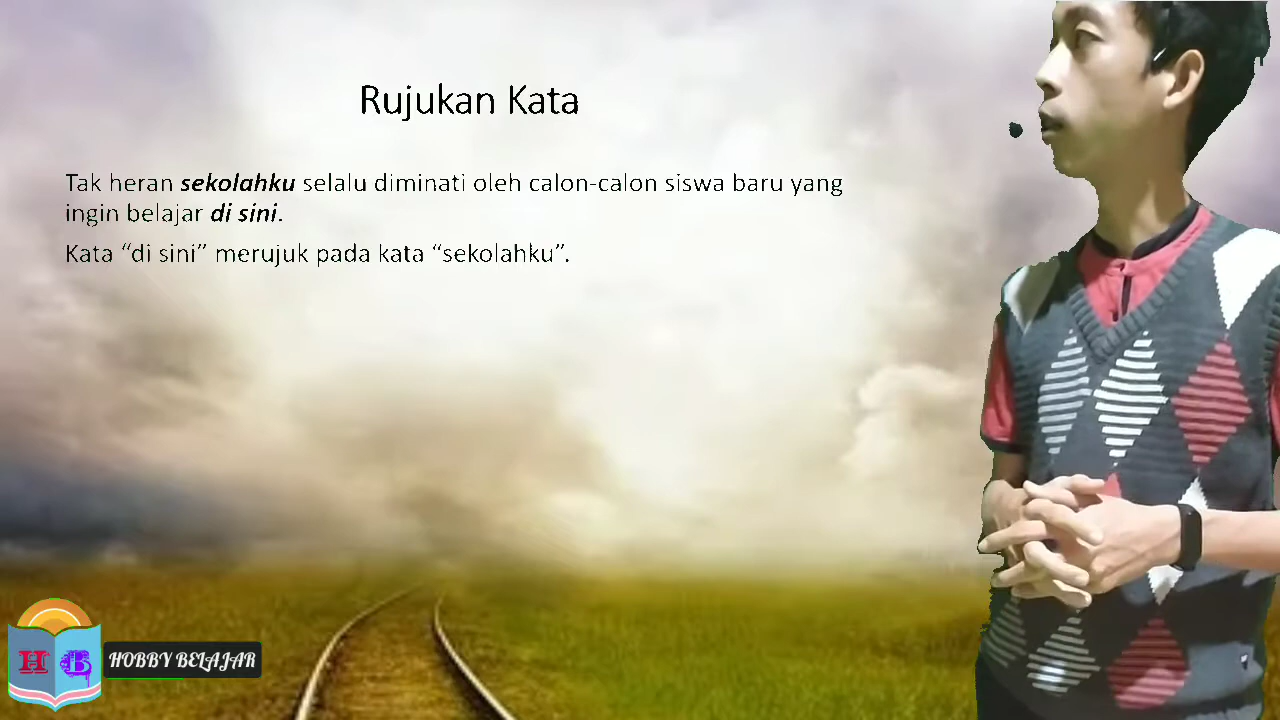 Rujukan Kata
Tak heran sekolahku selalu diminati oleh calon-calon siswa baru yang
ingin belajar di sini.
Kata “di sini” merujuk pada kata “sekolahku”.
H B
HOBBY BELAJAR